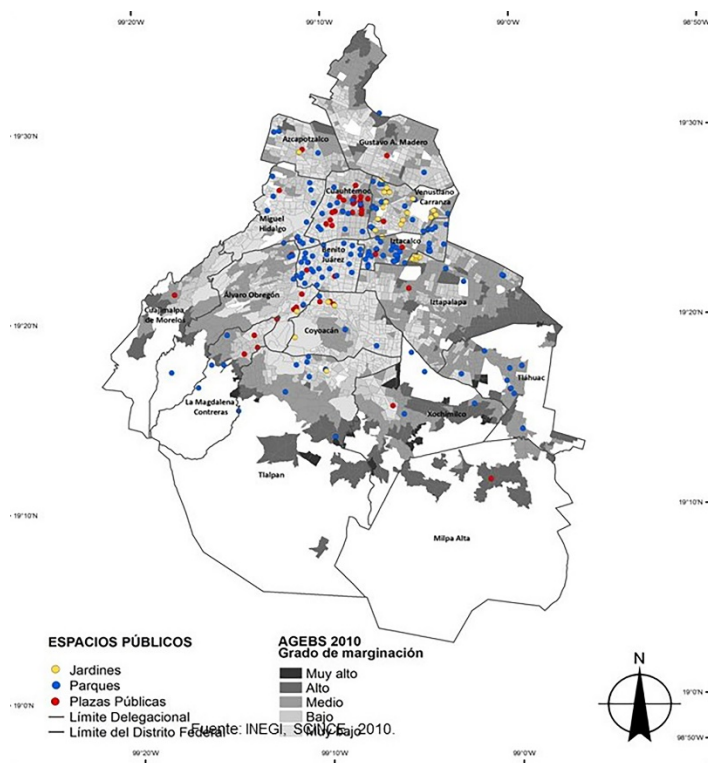 99°20'W
99°10'W
99°0'W
98°50'W
19°30'N
19°30'N
Azcapotzalco
Gustavo A. Madero
Cuauhtemoc
Venustiano
Carranza
Miguel
Hidalgo
Iztacalco
Benito
Juárez
Álvaro Obregón
Iztapalapa
Cuajimalpa
de Morelos
19°20'N
19°20'N
Coyoacán
Tláhuac
La Magdalena
Contreras
Xochimilco
Tlalpan
19°10'N
19°10'N
Milpa Alta
ESPACIOS PÚBLICOS
Jardines
Parques
Plazas Públicas
Límite Delegacional
Límite del Distrito Federal
AGEBS 2010
Grado de marginación
Muy alto
Alto
Medio
Bajo
Muy bajo
Fuente: INEGI, SCINCE, 2010.
N
19°0'N
19°0'N
98°50'W
99°20'W
99°10'W
99°0'W